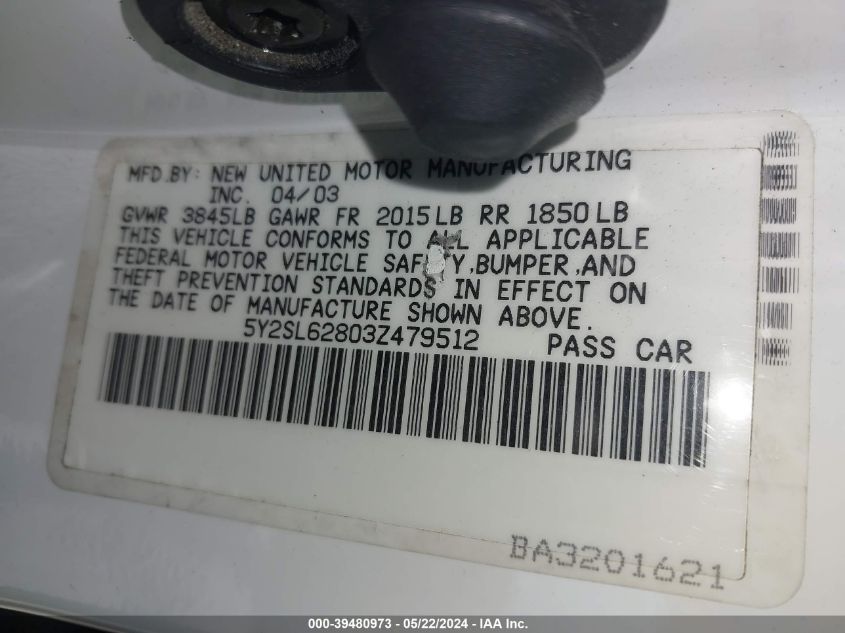 MFD.BY: NEW UNITED MOTOR MANUFACTURING
INC. 04/03
GVWR 3845LB GAWR FR 2015LB RR 1850LB
THIS VEHICLE CONFORMS TO ALL APPLICABLE
FEDERAL MOTOR VEHICLE SAFETY,BUMPER,AND
THEFT PREVENTION STANDARDS IN EFFECT ON
THE DATE OF MANUFACTURE SHOWN ABOVE.
5Y2SL62803Z479512 PASS CAR
BA3201621
000-39480973 - 05/22/2024 - IAA Inc.